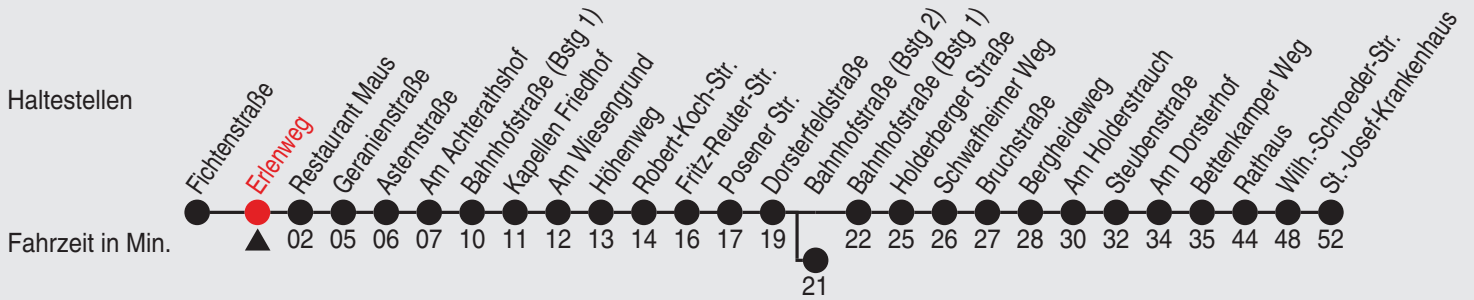 Haltestellen
Fichtenstraße
Erlenweg
Restaurant Maus
Geranienstraße
Asternstraße
Am Achterathshof
Bahnhofstraße (Bstg 1)
Kapellen Friedhof
Am Wiesengrund
Höhenweg
Robert-Koch-Str.
Fritz-Reuter-Str.
Posener Str.
Dorsterfeldstraße
Bahnhofstraße (Bstg 2)
Bahnhofstraße (Bstg 1)
Holderberger Straße
Schwafheimer Weg
Bruchstraße
Bergheideweg
Am Holderstrauch
Steubenstraße
Am Dorsterhof
Bettenkamper Weg
Rathaus
Wilh.-Schroeder-Str.
St.-Josef-Krankenhaus
Fahrzeit in Min. 02 05 06 07 10 11 12 13 14 16 17 19 22 25 26 27 28 30 32 34 35 44 48 52
21